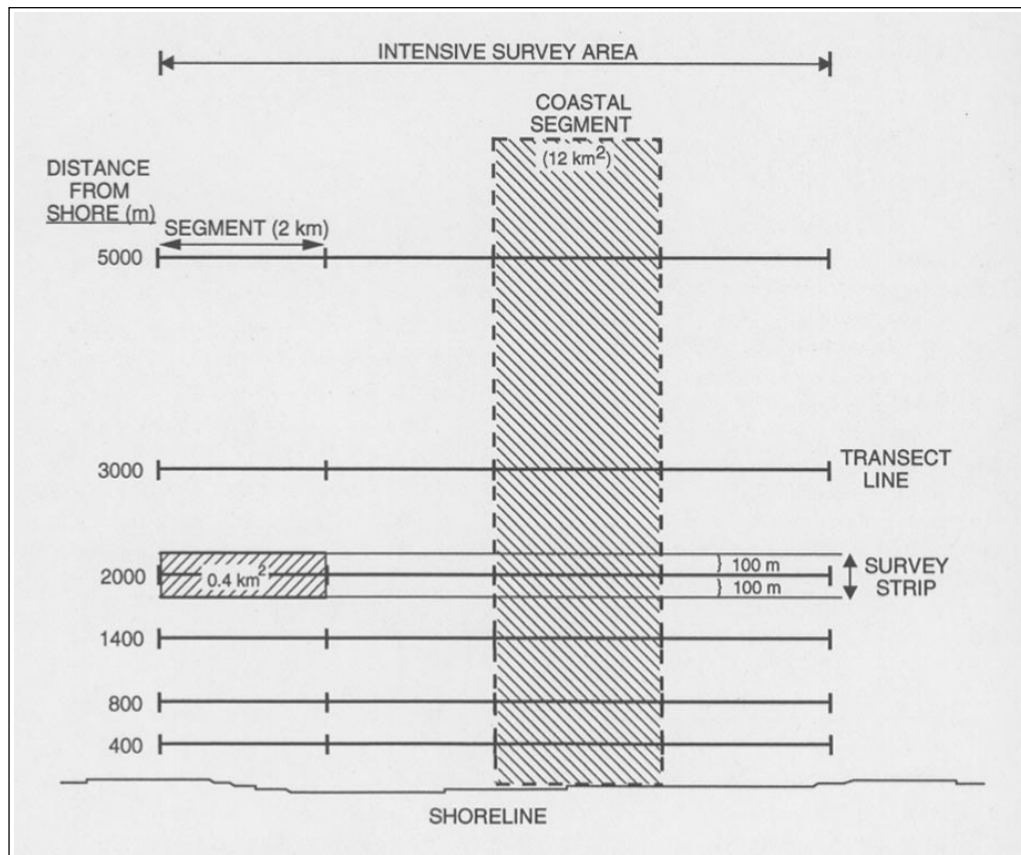 INTENSIVE SURVEY AREA
COASTAL
SEGMENT
(12 km²)
DISTANCE
FROM
SHORE (m)
SEGMENT (2 km)
5000
3000
TRANSECT
LINE
2000
0.4 km²
} 100 m
} 100 m
SURVEY
STRIP
1400
800
400
SHORELINE